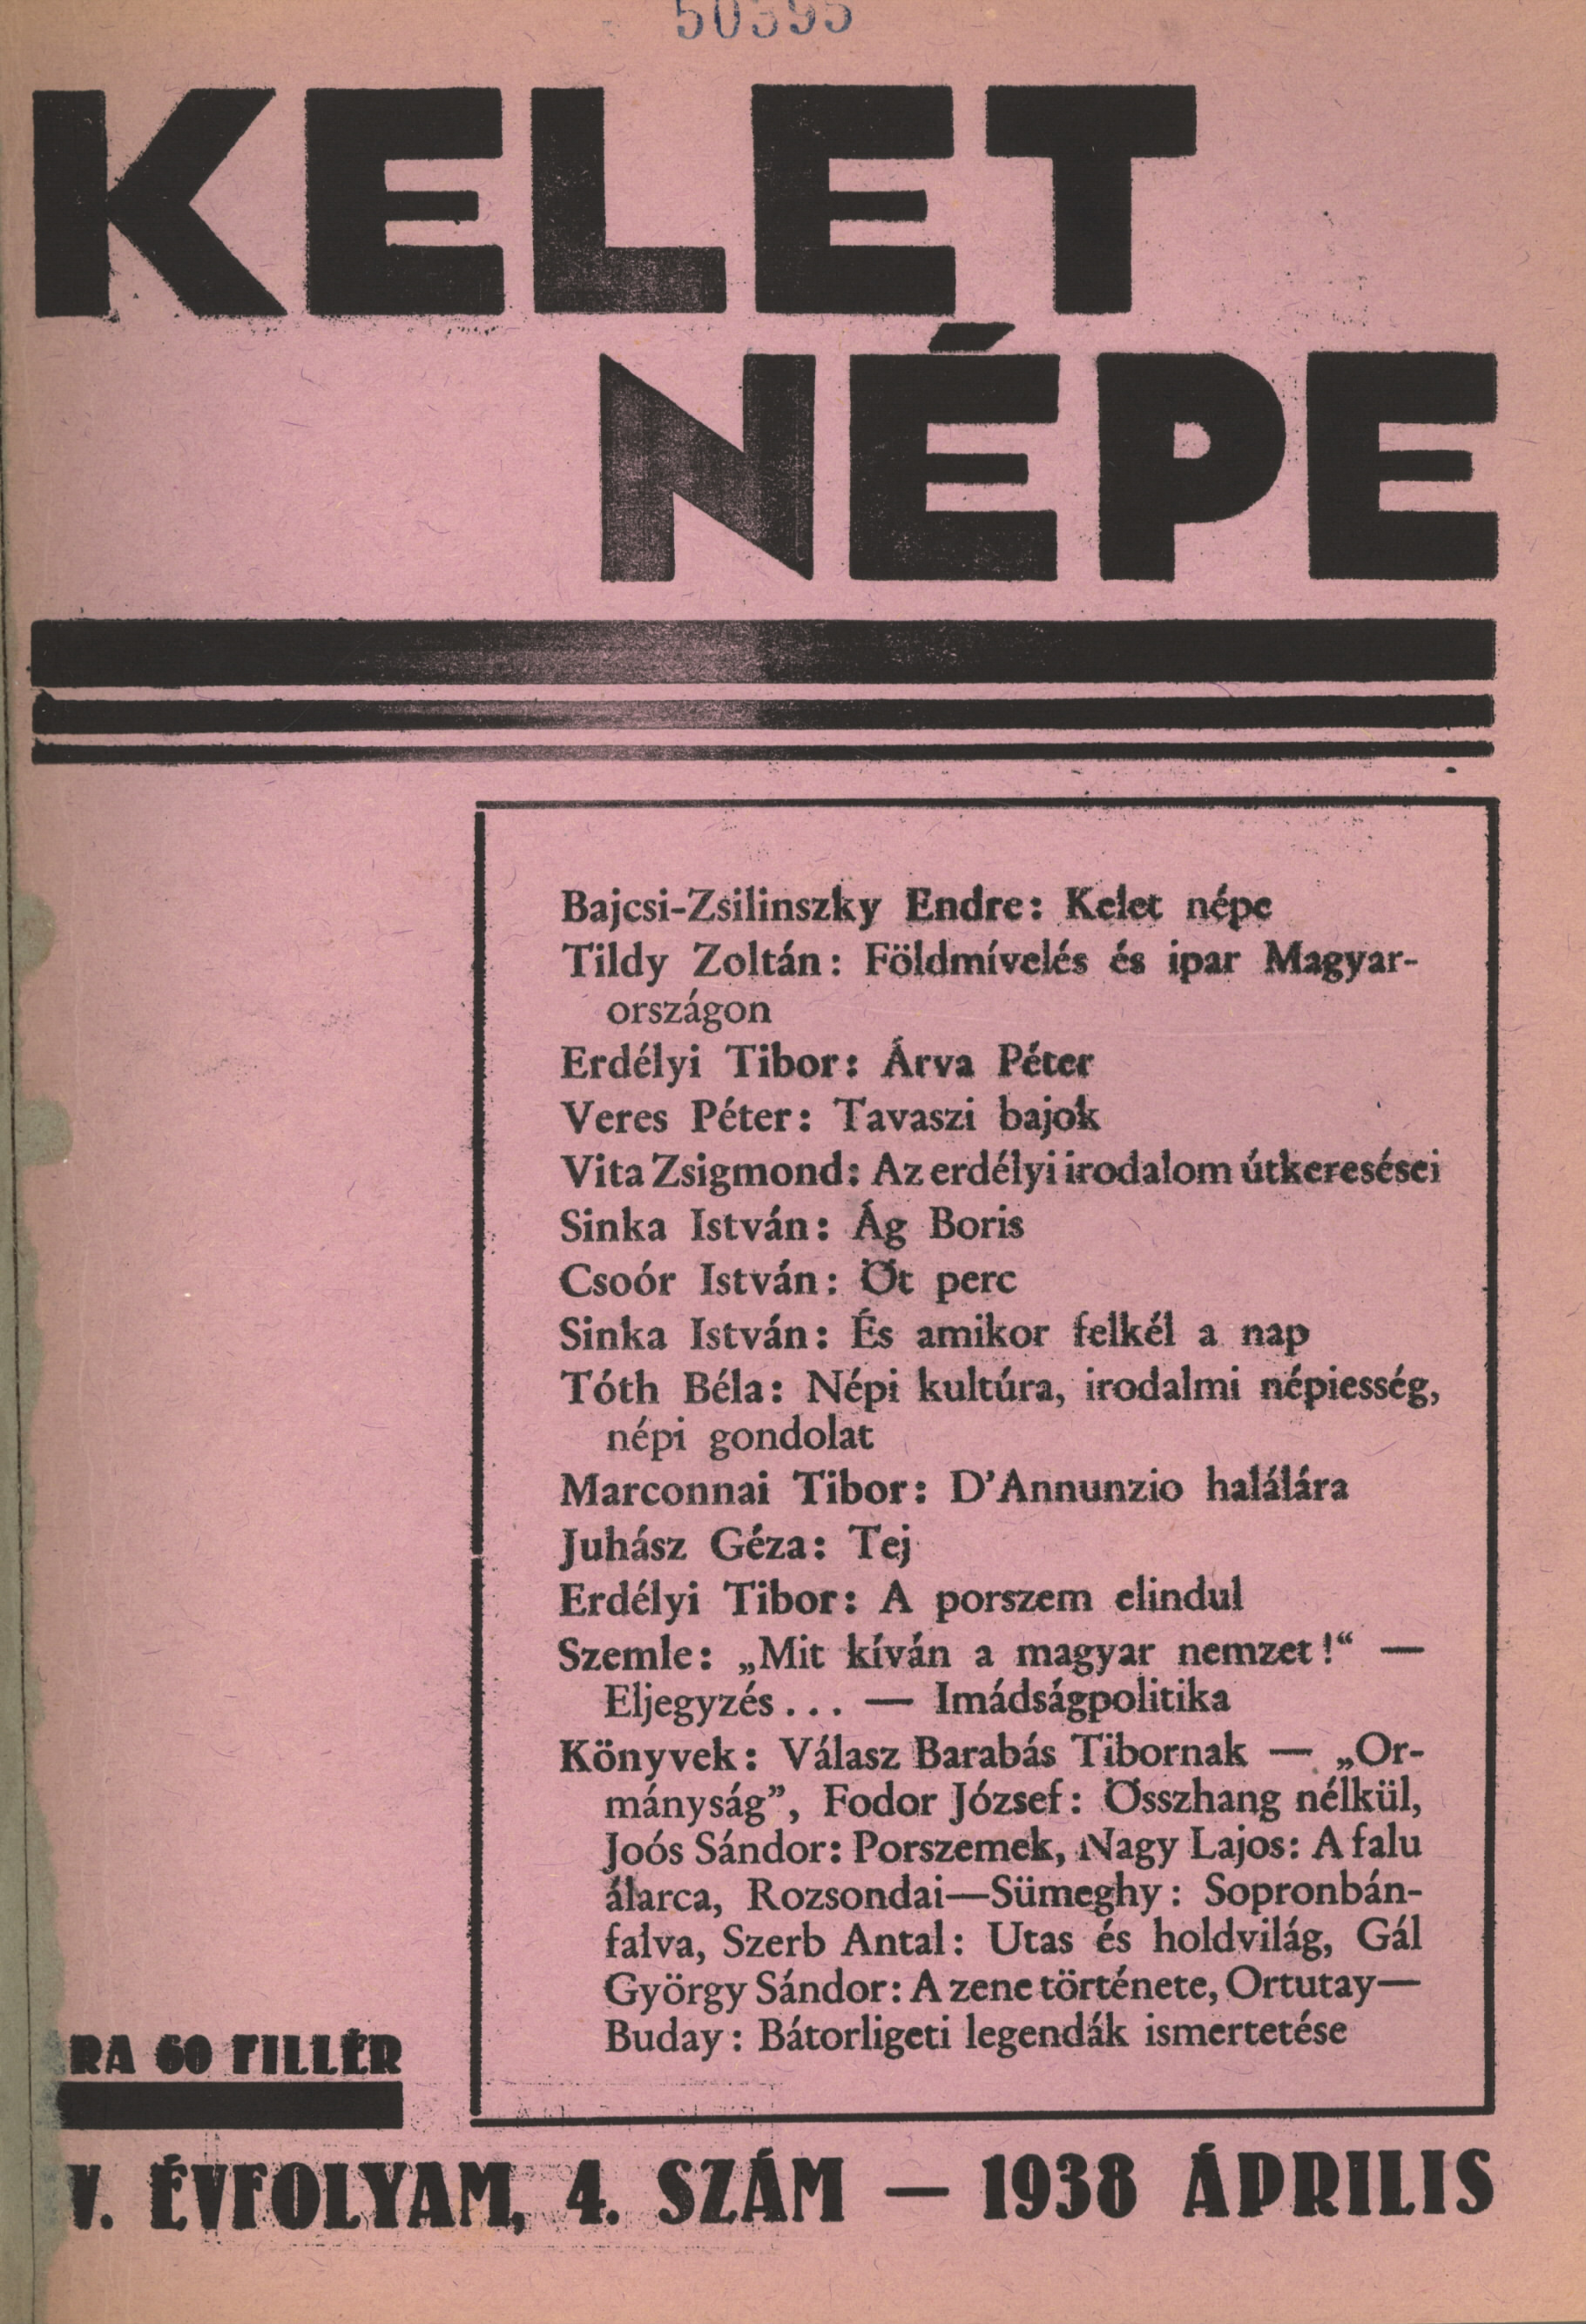 50395
KELET
NÉPE
Bajcsi-Zsilinszky Endre: Kelet népe
Tildy Zoltán: Földmívelés és ipar Magyar-
országon
Erdélyi Tibor: Árva Péter
Veres Péter: Tavaszi bajok
Vita Zsigmond: Az erdélyi irodalom útkeresései
Sinka István: Ág Boris
Csoór István: Öt perc
Sinka István: És amikor felkél a nap
Tóth Béla: Népi kultúra, irodalmi népiesség,
népi gondolat
Marconnai Tibor: D’Annunzio halálára
Juhász Géza: Tej
Erdélyi Tibor: A porszem elindul
Szemle: „Mit kíván a magyar nemzet!“ —
Eljegyzés... — Imádságpolitika
Könyvek: Válasz Barabás Tibornak — „Or-
mányság”, Fodor József: Összhang nélkül,
Joós Sándor: Porszemek, Nagy Lajos: A falu
álarca, Rozsondai—Sümeghy: Sopronbán-
falva, Szerb Antal: Utas és holdvilág, Gál
György Sándor: A zene története, Ortutay—
Buday: Bátorligeti legendák ismertetése
RA 60 FILLÉR
V. ÉVFOLYAM, 4. SZÁM — 1938 ÁPRILIS